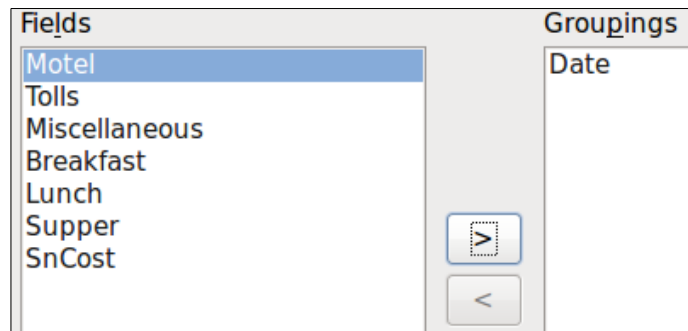 Fields
Groupings
Motel
Date
Tolls
Miscellaneous
Breakfast
Lunch
Supper
SnCost
>
<